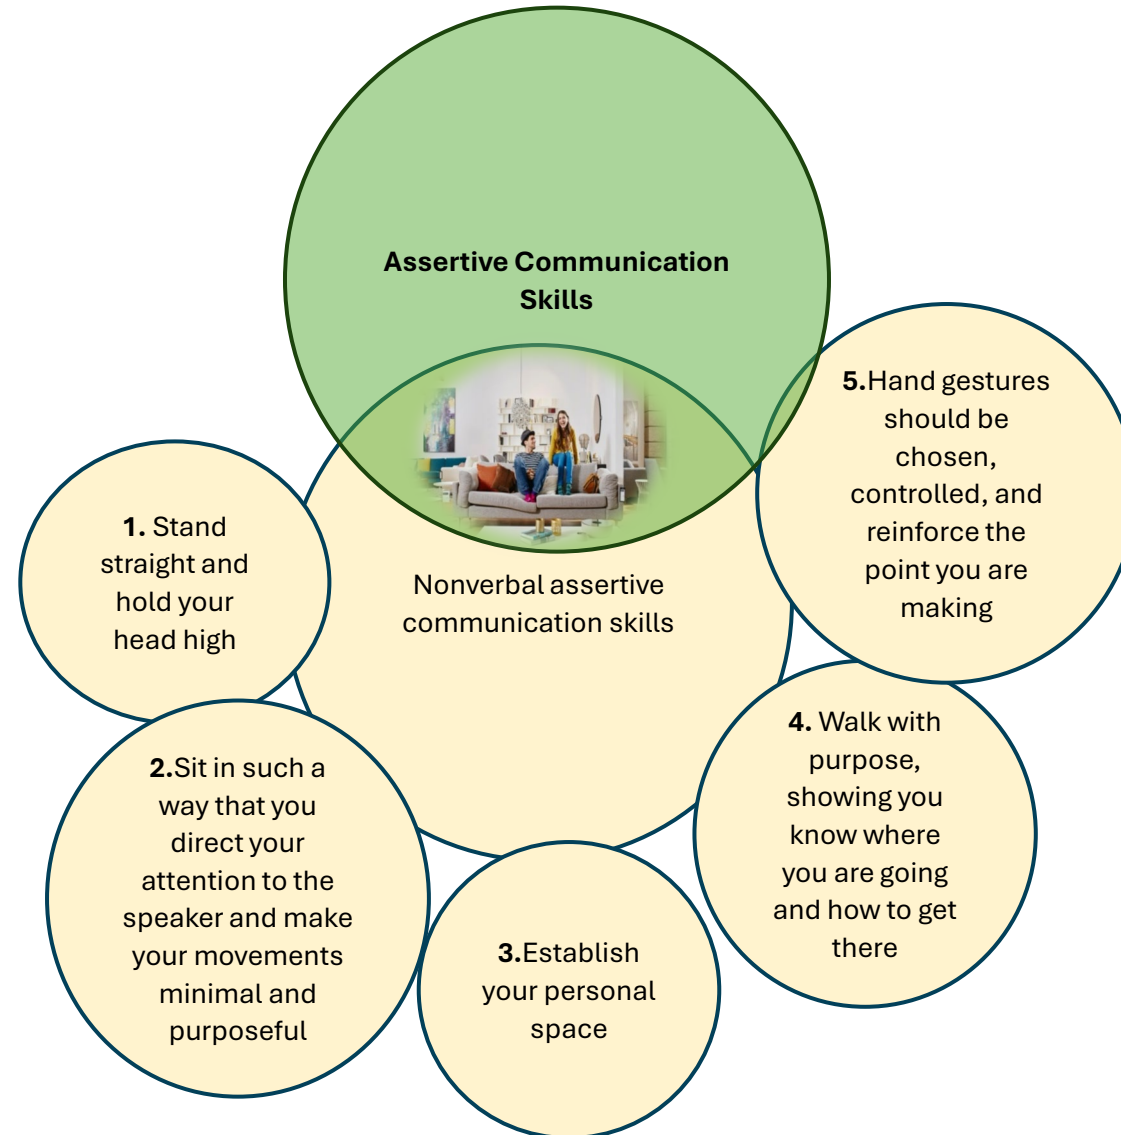 Assertive Communication
Skills
Nonverbal assertive
communication skills
1. Stand
straight and
hold your
head high
2.Sit in such a
way that you
direct your
attention to the
speaker and make
your movements
minimal and
purposeful
3.Establish
your personal
space
4. Walk with
purpose,
showing you
know where
you are going
and how to get
there
5.Hand gestures
should be
chosen,
controlled, and
reinforce the
point you are
making